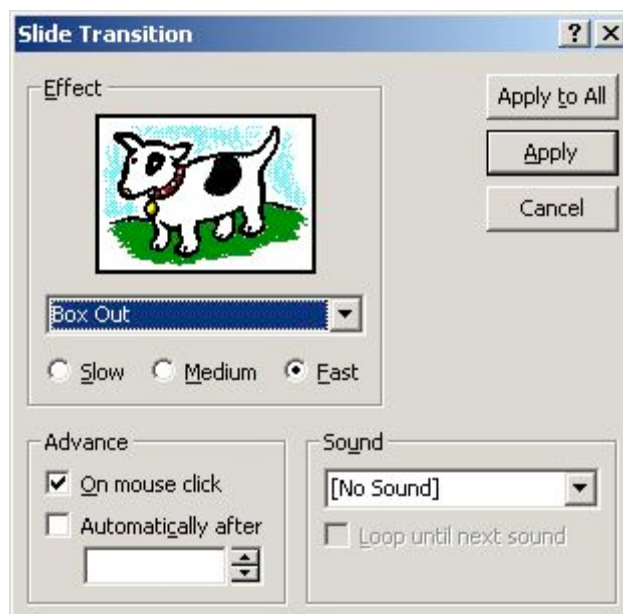 Slide Transition
Effect
Apply to All
Apply
Cancel
Box Out
Slow Medium Fast
Advance
On mouse click
Automatically after
Sound
[No Sound]
Loop until next sound